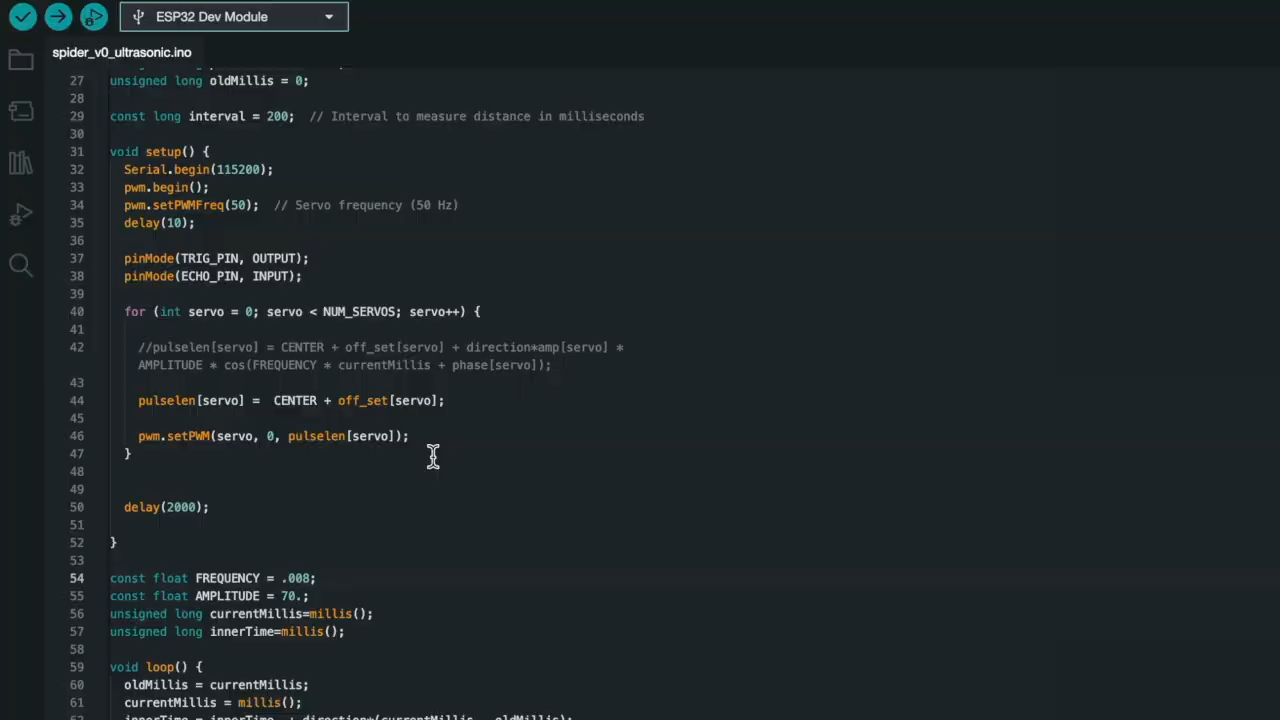 ESP32 Dev Module
spider_v0_ultrasonic.ino
27 unsigned long oldMillis = 0;
28
29 const long interval = 200;  // Interval to measure distance in milliseconds
30
31 void setup() {
32   Serial.begin(115200);
33   pwm.begin();
34   pwm.setPWMFreq(50);  // Servo frequency (50 Hz)
35   delay(10);
36
37   pinMode(TRIG_PIN, OUTPUT);
38   pinMode(ECHO_PIN, INPUT);
39
40   for (int servo = 0; servo < NUM_SERVOS; servo++) {
41
42     //pulselen[servo] = CENTER + off_set[servo] + direction*amp[servo] *
AMPLITUDE * cos(FREQUENCY * currentMillis + phase[servo]);
43
44     pulselen[servo] =  CENTER + off_set[servo];
45
46     pwm.setPWM(servo, 0, pulselen[servo]);
47   }
48
49
50   delay(2000);
51
52 }
53
54 const float FREQUENCY = .008;
55 const float AMPLITUDE = 70.;
56 unsigned long currentMillis=millis();
57 unsigned long innerTime=millis();
58
59 void loop() {
60   oldMillis = currentMillis;
61   currentMillis = millis();
62   innerTime = innerTime  + direction*(currentMillis - oldMillis);